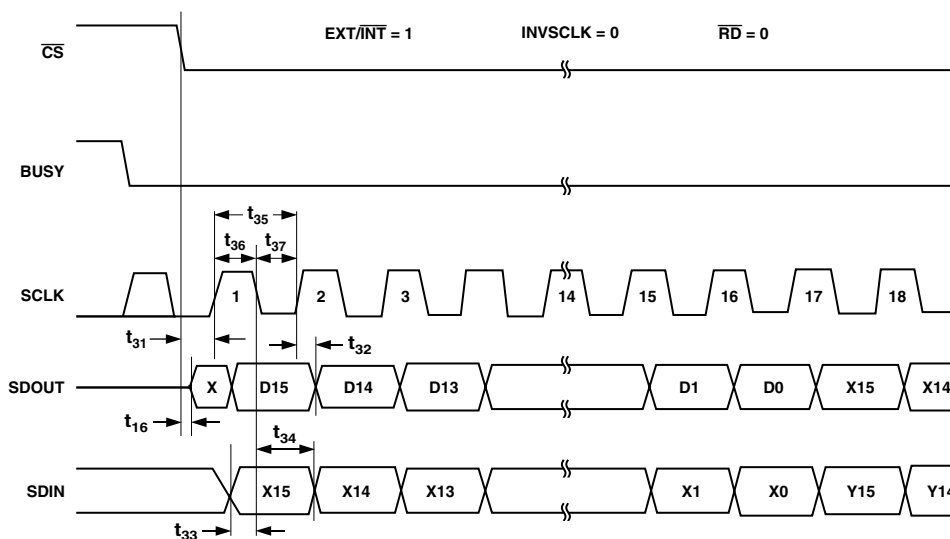 EXT/INT = 1 INVSCLK = 0 RD = 0
CS
BUSY
t35
t36 t37
SCLK 1 2 3 14 15 16 17 18
t31 t32
SDOUT X D15 D14 D13 D1 D0 X15 X14
t16 t34
SDIN X15 X14 X13 X1 X0 Y15 Y14
t33